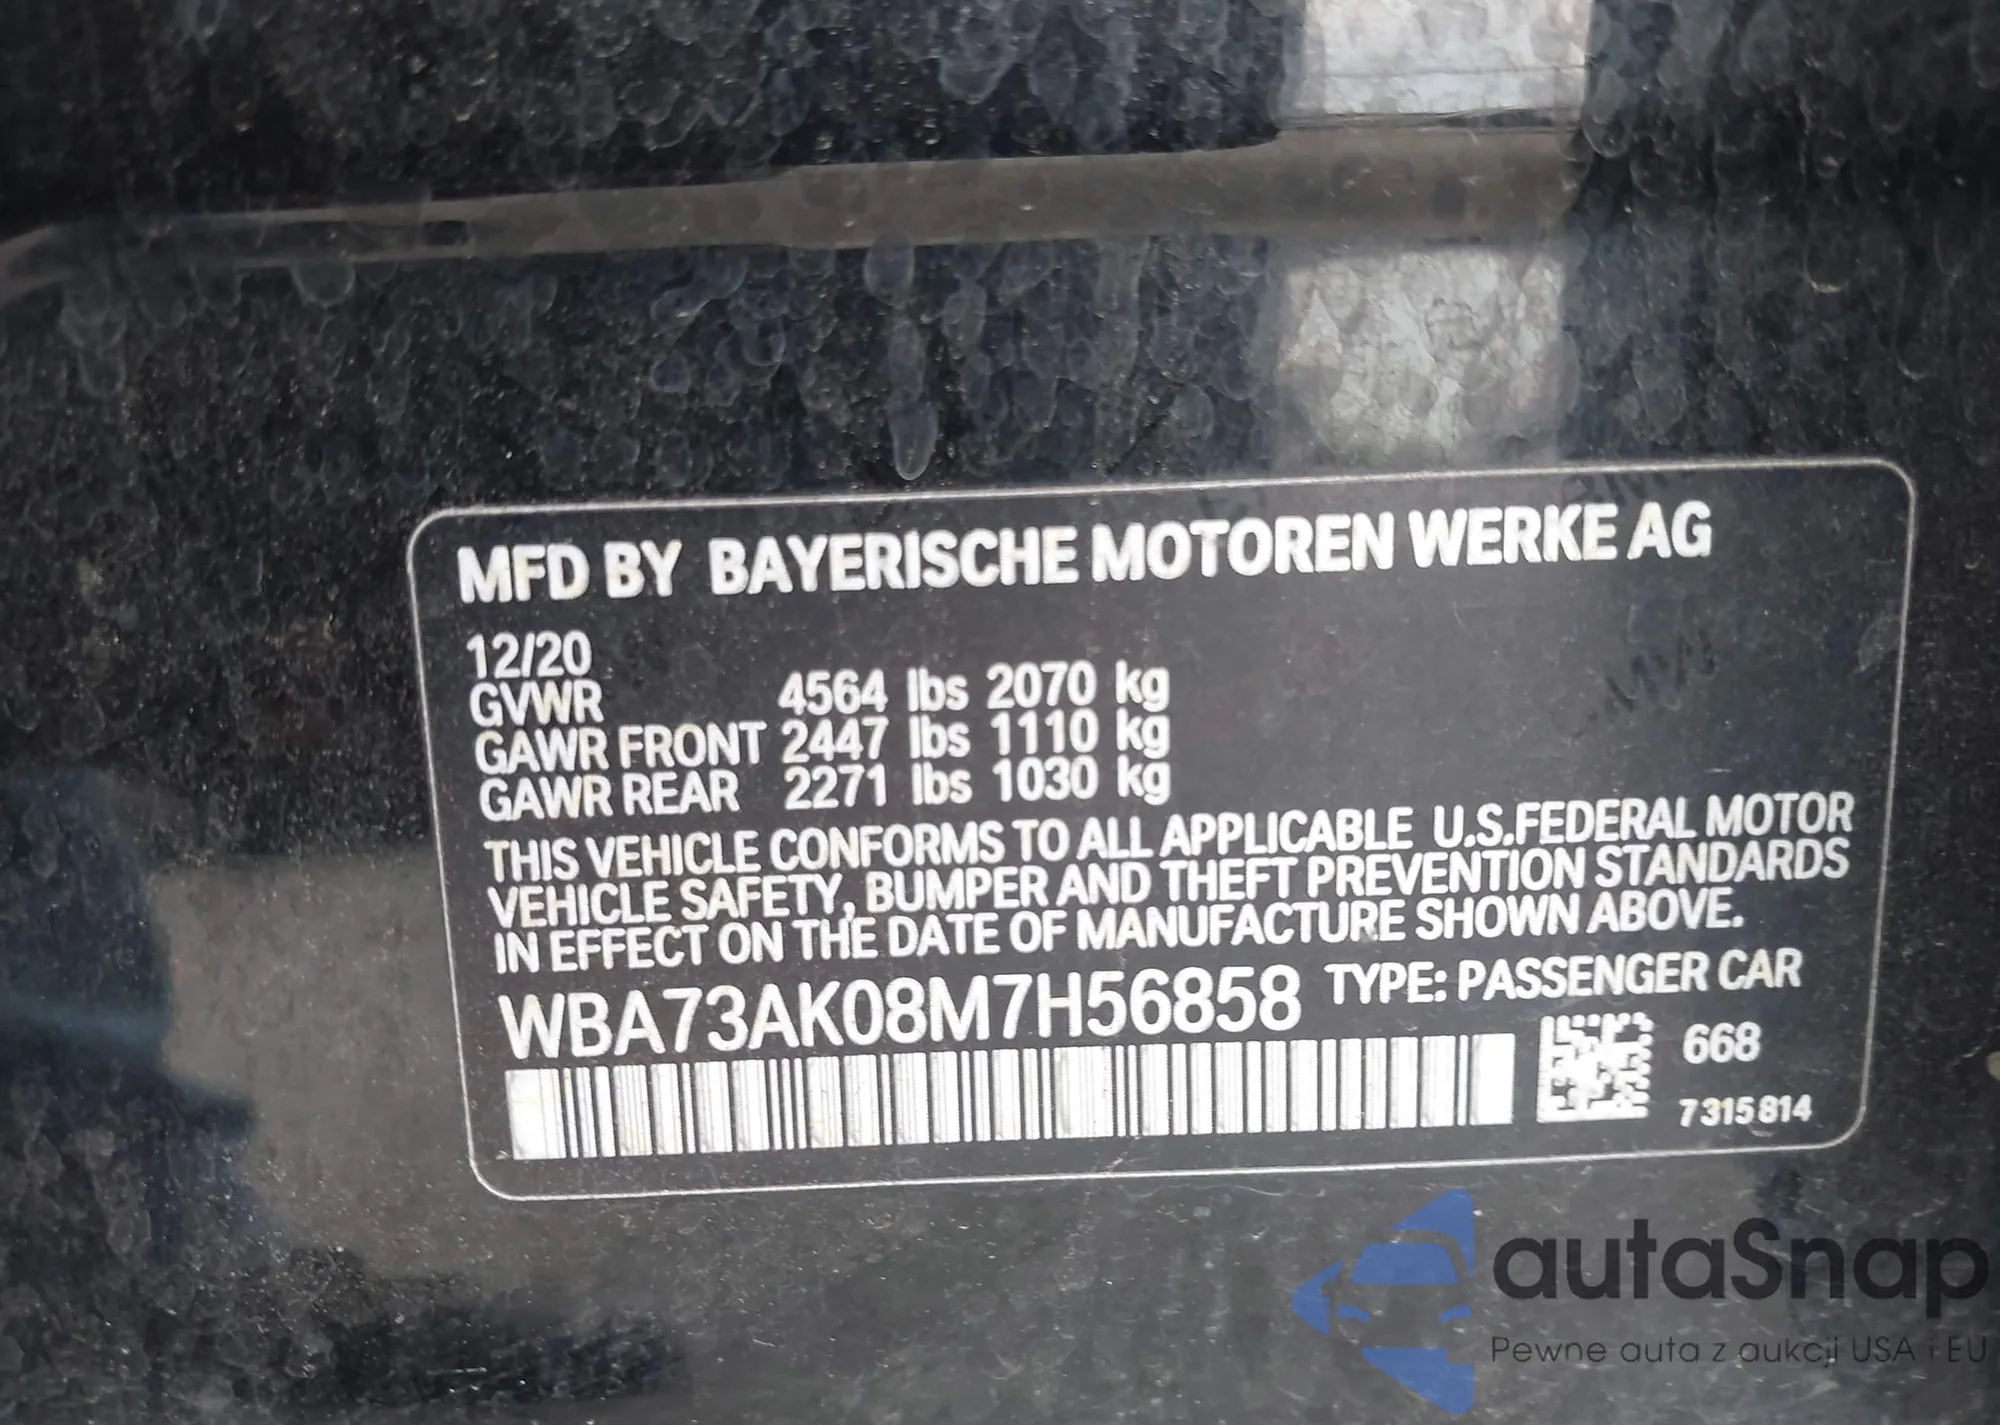 MFD BY BAYERISCHE MOTOREN WERKE AG
12/20
GVWR 4564 lbs 2070 kg
GAWR FRONT 2447 lbs 1110 kg
GAWR REAR 2271 lbs 1030 kg
THIS VEHICLE CONFORMS TO ALL APPLICABLE U.S.FEDERAL MOTOR
VEHICLE SAFETY, BUMPER AND THEFT PREVENTION STANDARDS
IN EFFECT ON THE DATE OF MANUFACTURE SHOWN ABOVE.
WBA73AK08M7H56858 TYPE: PASSENGER CAR
668
7315814
autaSnap
Pewne auta z aukcji USA i EU